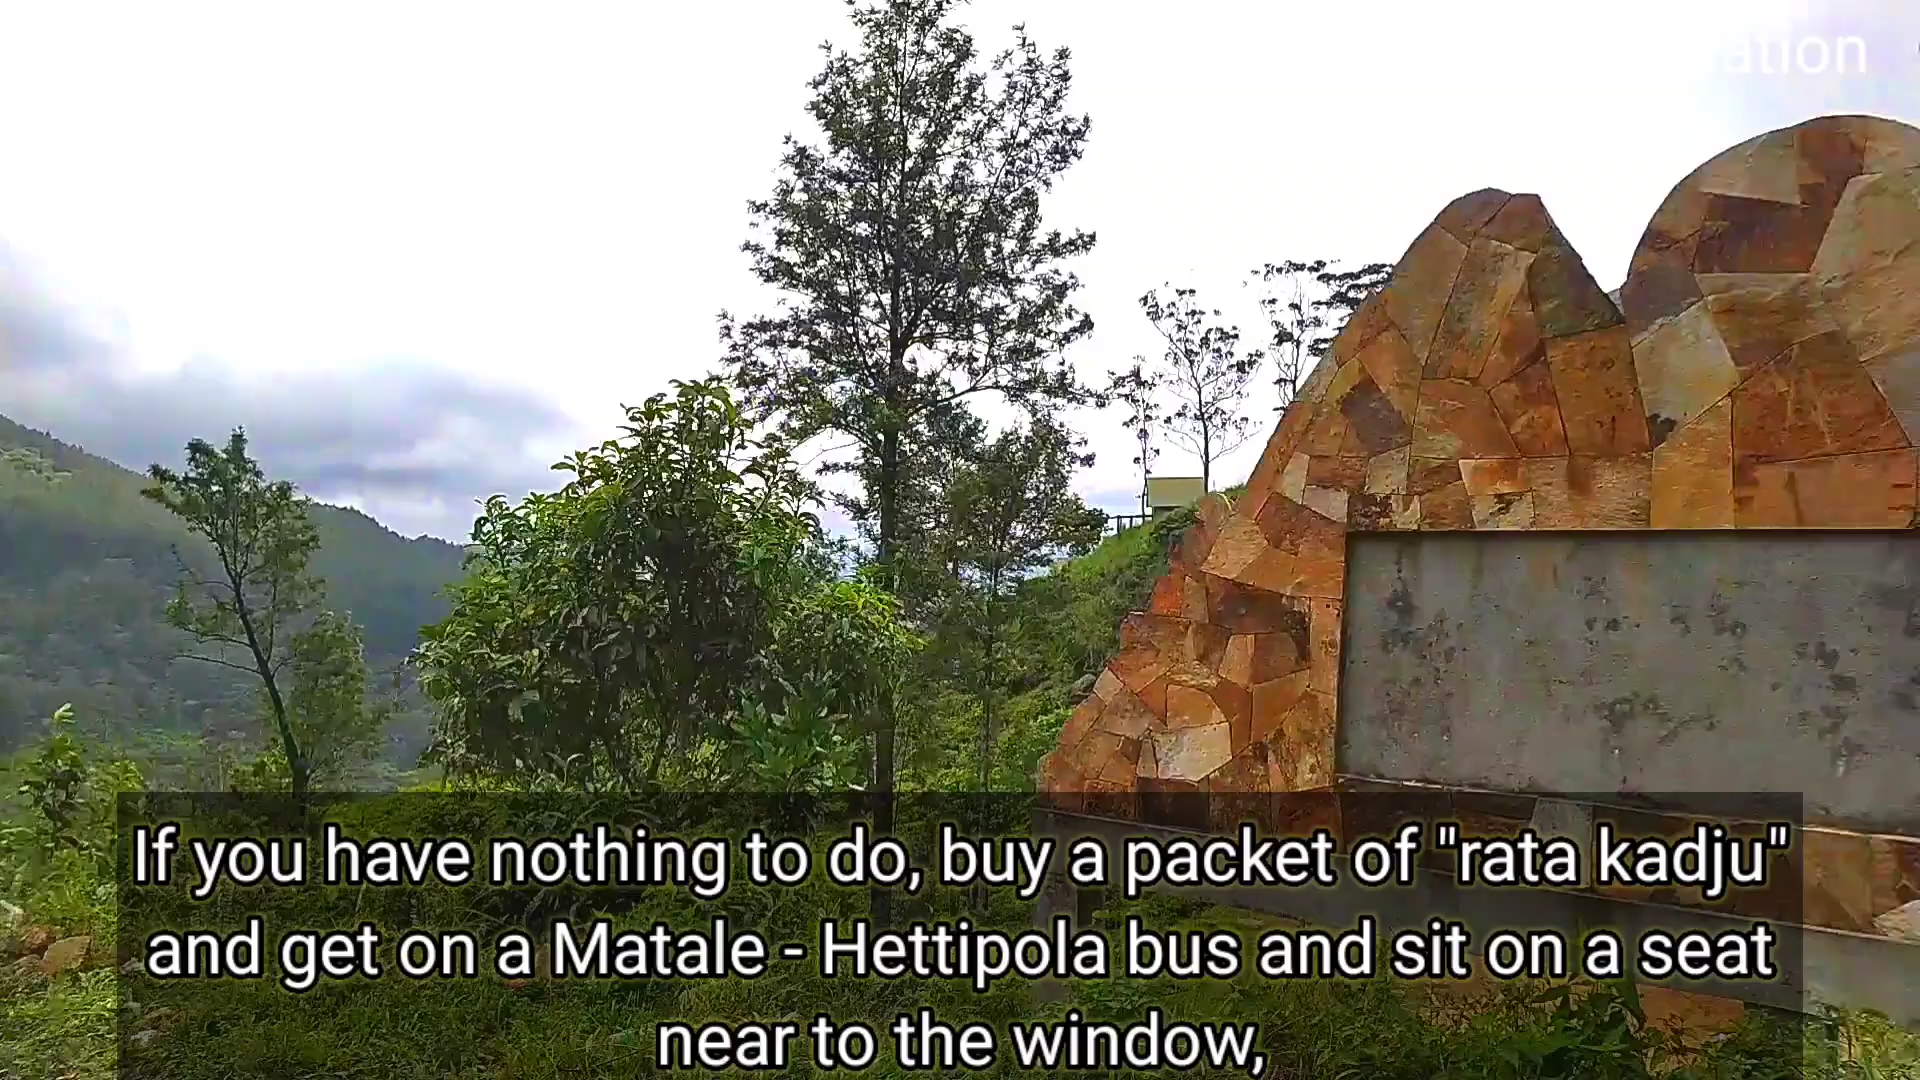 ation
If you have nothing to do, buy a packet of "rata kadju"
and get on a Matale - Hettipola bus and sit on a seat
near to the window,